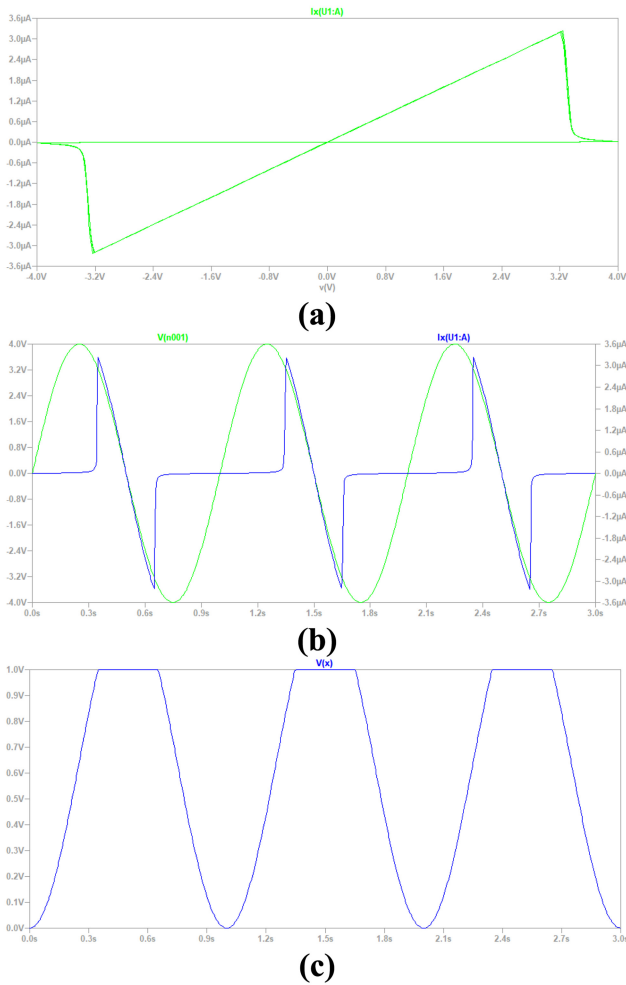 Ix(U1:A)
3.6µA
2.4µA
1.8µA
1.2µA
0.6µA
0.0µA
-0.6µA
-1.2µA
-1.8µA
-2.4µA
-3.0µA
-3.6µA
-4.0V -3.2V -2.4V -1.6V -0.8V 0.0V 0.8V 1.6V 2.4V 3.2V 4.0V
v(V)
(a)
V(n001) Ix(U1:A)
4.0V 3.6µA
3.2V 3.0µA
2.4V 2.4µA
1.6V 1.8µA
1.2µA
0.8V 0.6µA
0.0V 0.0µA
-0.8V -0.6µA
-1.2µA
-1.6V -1.8µA
-2.4V -2.4µA
-3.2V -3.0µA
-4.0V -3.6µA
0.0s 0.3s 0.6s 0.9s 1.2s 1.5s 1.8s 2.1s 2.4s 2.7s 3.0s
(b)
V(x)
1.0V
0.9V
0.8V
0.7V
0.6V
0.5V
0.4V
0.3V
0.2V
0.1V
0.0V
0.0s 0.3s 0.6s 0.9s 1.2s 1.5s 1.8s 2.1s 2.4s 2.7s 3.0s
(c)